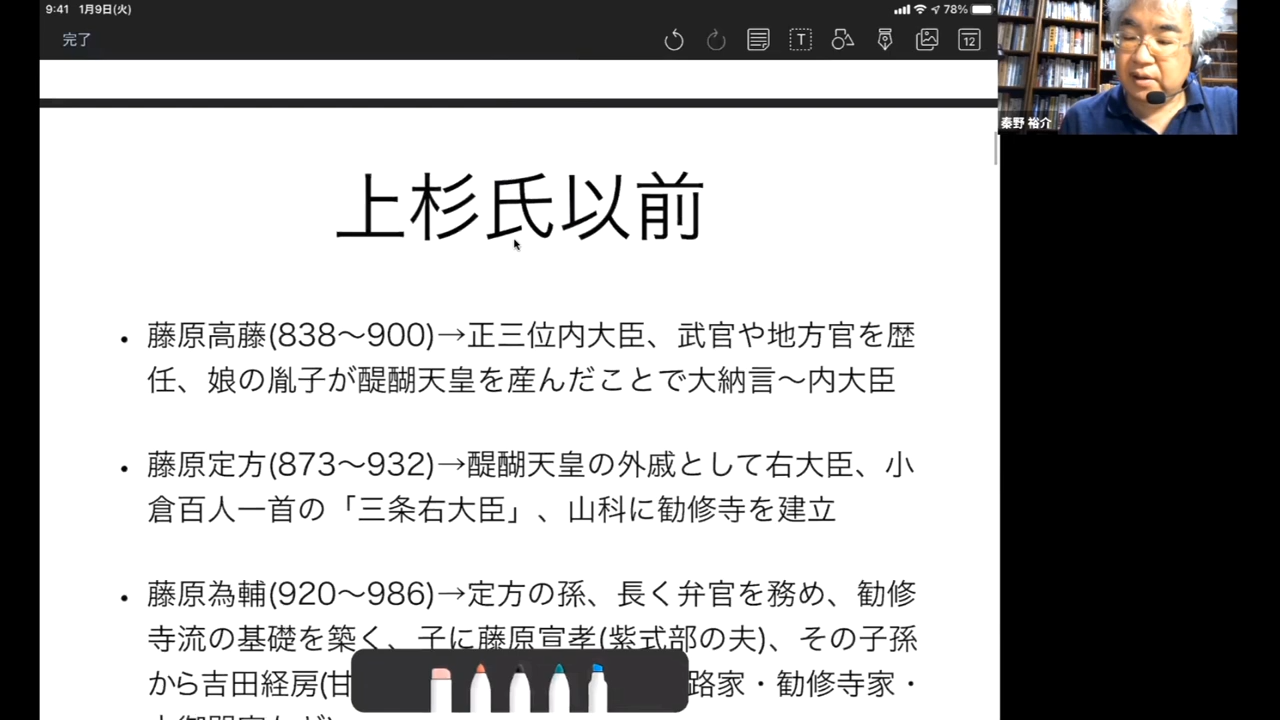 9:41 1月9日(火)
78%
完了
T
12
秦野 裕介
上杉氏以前
・藤原高藤(838〜900)→正三位内大臣、武官や地方官を歴
任、娘の胤子が醍醐天皇を産んだことで大納言〜内大臣
・藤原定方(873〜932)→醍醐天皇の外戚として右大臣、小
倉百人一首の「三条右大臣」、山科に勧修寺を建立
・藤原為輔(920〜986)→定方の孫、長く弁官を務め、勧修
寺流の基礎を築く、子に藤原宣孝(紫式部の夫)、その子孫
から吉田経房(甘
路家・勧修寺家・